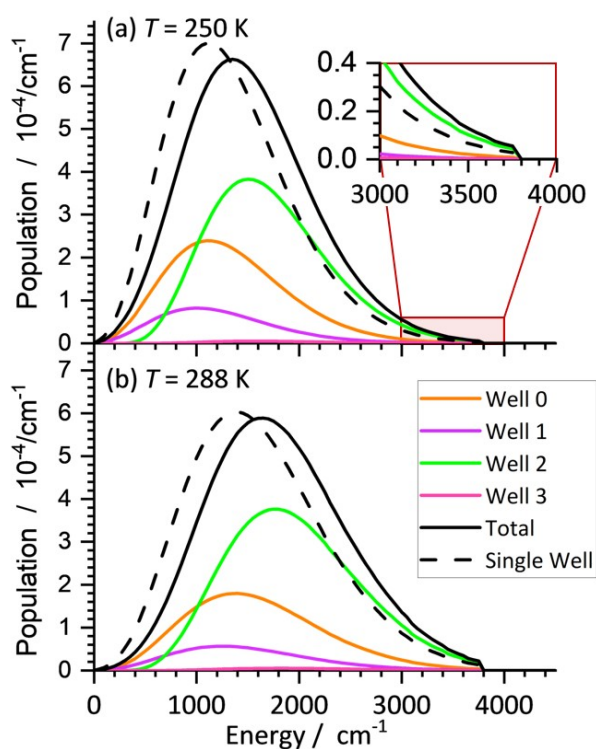 (a) T = 250 K
7
6
5
4
3
2
1
0
Population / 10⁻⁴/cm⁻¹
0.4
0.2
0.0
3000 3500 4000
(b) T = 288 K
7
6
5
4
3
2
1
0
Population / 10⁻⁴/cm⁻¹
Well 0
Well 1
Well 2
Well 3
Total
Single Well
0 1000 2000 3000 4000
Energy / cm⁻¹